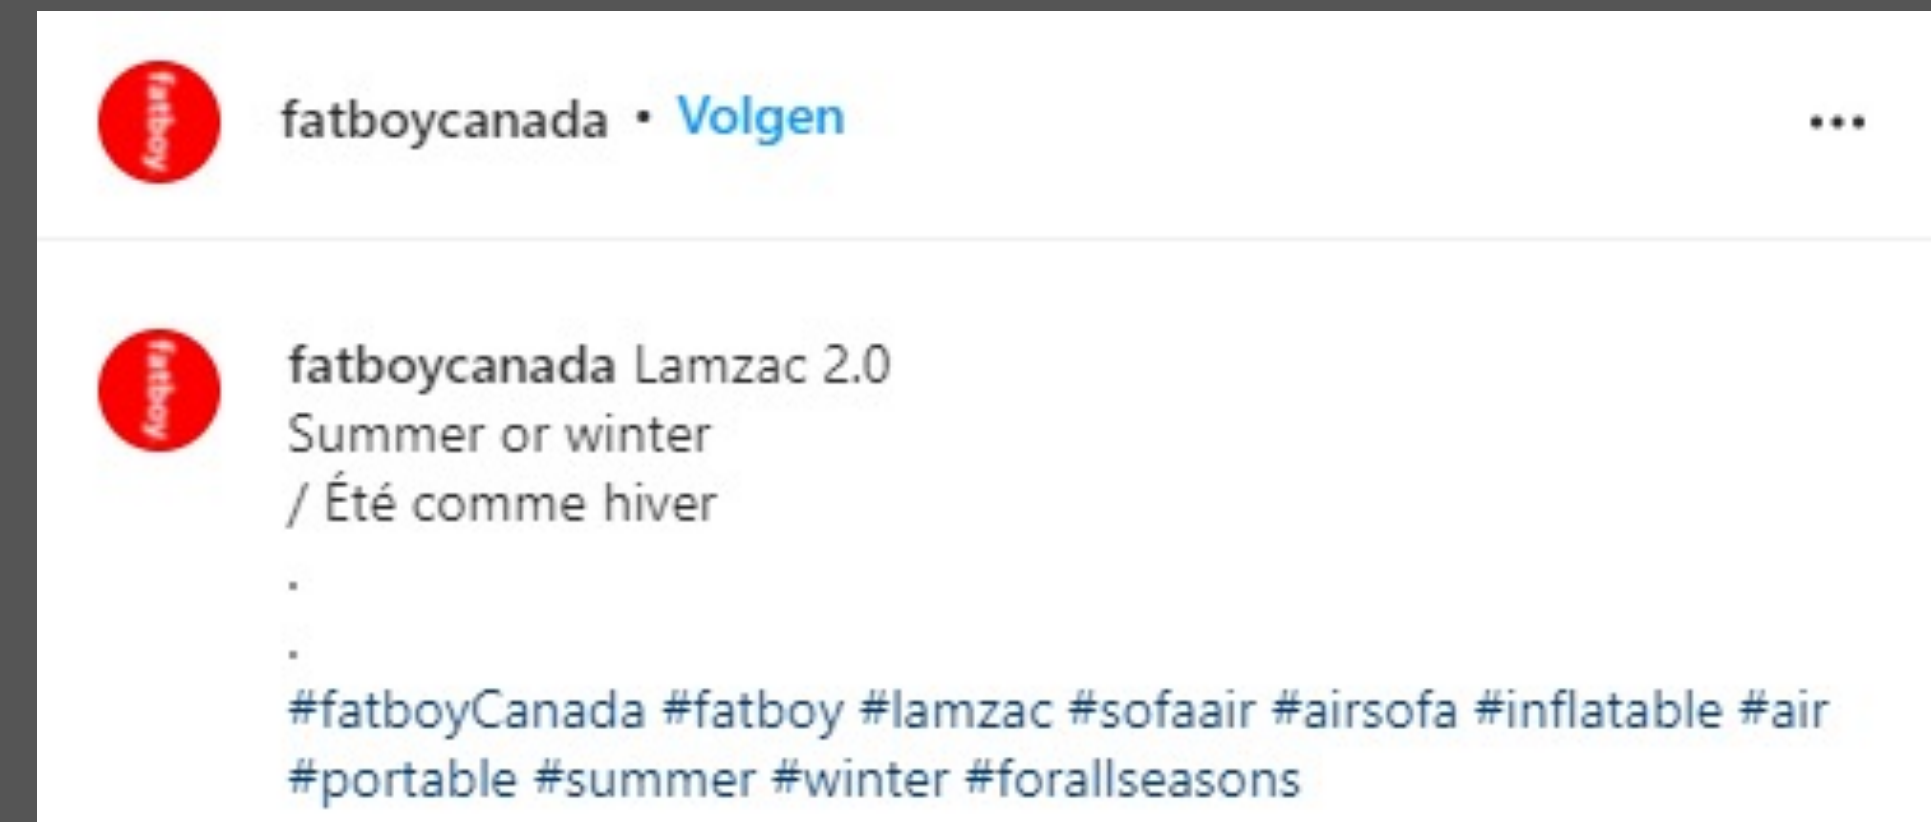 fatboy
fatboycanada • Volgen
fatboy
fatboycanada Lamzac 2.0
Summer or winter
/ Été comme hiver
.
.
#fatboyCanada #fatboy #lamzac #sofaair #airsofa #inflatable #air
#portable #summer #winter #forallseasons